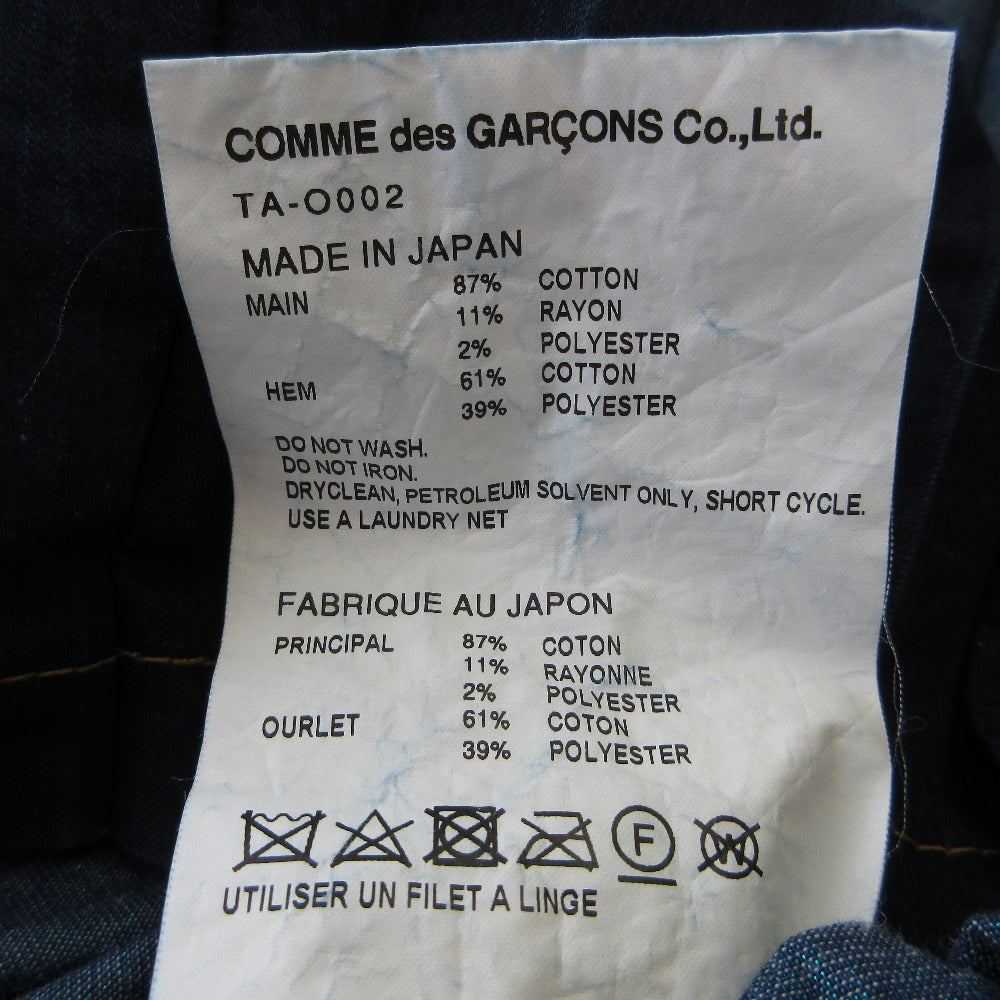 COMME des GARÇONS Co.,Ltd.
TA-O002
MADE IN JAPAN
MAIN 87% COTTON
11% RAYON
2% POLYESTER
HEM 61% COTTON
39% POLYESTER
DO NOT WASH.
DO NOT IRON.
DRYCLEAN, PETROLEUM SOLVENT ONLY, SHORT CYCLE.
USE A LAUNDRY NET
FABRIQUE AU JAPON
PRINCIPAL 87% COTON
11% RAYONNE
2% POLYESTER
OURLET 61% COTON
39% POLYESTER
F W
UTILISER UN FILET A LINGE